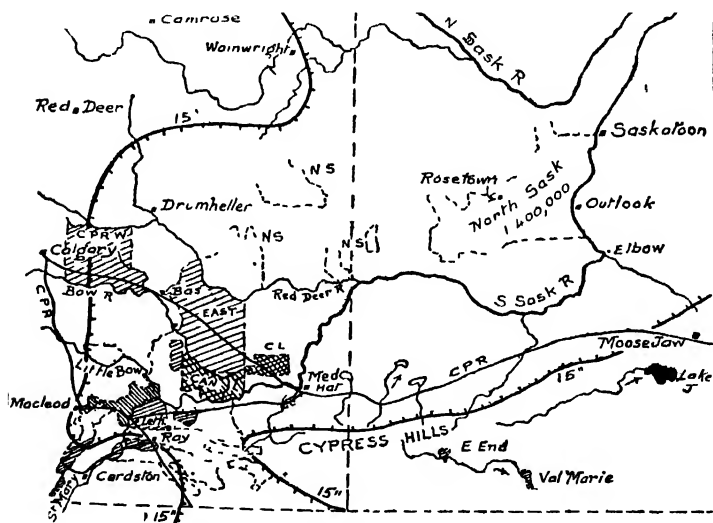 Camrose
Wainwright
N Sask R
Red Deer
15"
Saskatoon
NS
Rosetown
North Sask
1 400,000
Drumheller
Outlook
CPR W
Calgary
NS
NS
Elbow
Bow R
Bas
Red Deer R
S Sask R
EAST
CPR
CL
Moose Jaw
Little Bow
CAN
Med
Hat
CPR
15"
Lake
J
Macleod
Leth
Ray
CYPRESS HILLS
E End
Cardston
Val Marie
St Mary
15"
15"